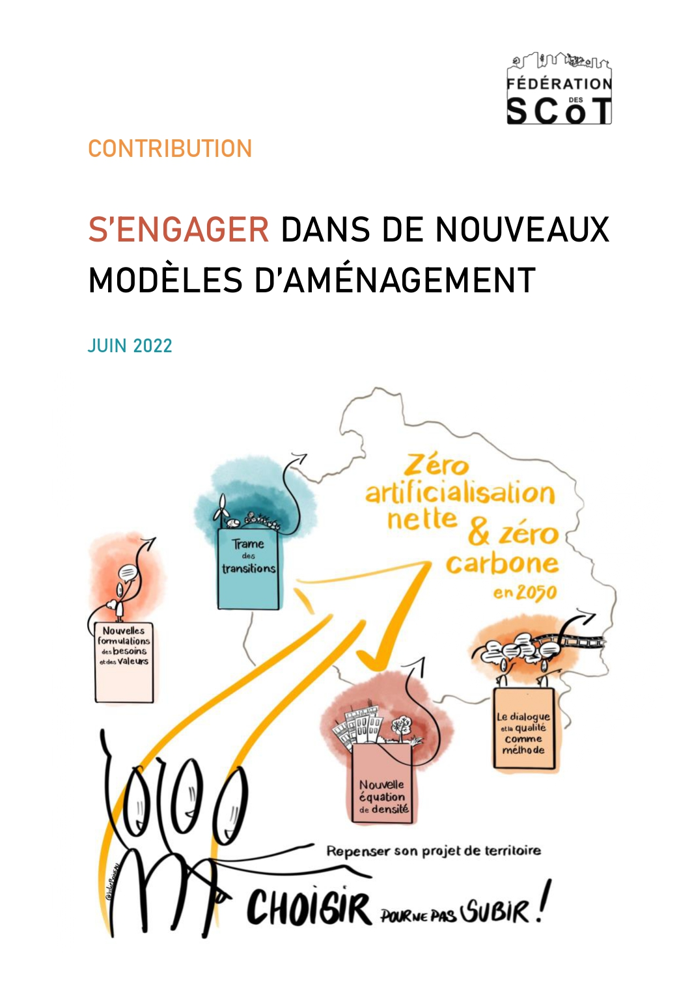 FÉDÉRATION
DES
SCoT
CONTRIBUTION
S’ENGAGER DANS DE NOUVEAUX
MODÈLES D’AMÉNAGEMENT
JUIN 2022
Zéro
artificialisation
nette & zéro
carbone
en 2050
Trame
des
transitions
Nouvelles
formulations
des besoins
et des valeurs
Le dialogue
et la qualité
comme
méthode
Nouvelle
équation
de densité
Repenser son projet de territoire
CHOISIR POUR NE PAS SUBIR !